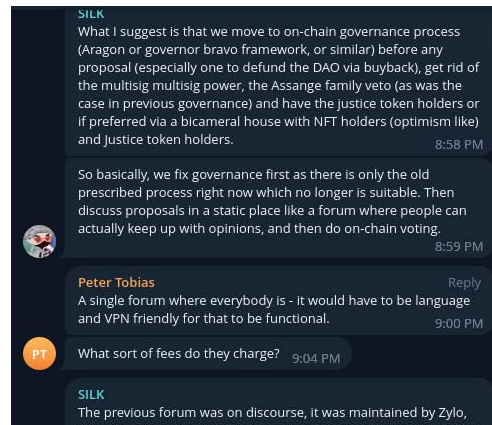 SILK
What I suggest is that we move to on-chain governance process
(Aragon or governor bravo framework, or similar) before any
proposal (especially one to defund the DAO via buyback), get rid of
the multisig multisig power, the Assange family veto (as was the
case in previous governance) and have the justice token holders or
if preferred via a bicameral house with NFT holders (optimism like)
and Justice token holders.
8:58 PM
So basically, we fix governance first as there is only the old
prescribed process right now which no longer is suitable. Then
discuss proposals in a static place like a forum where people can
actually keep up with opinions, and then do on-chain voting.
8:59 PM
Peter Tobias Reply
A single forum where everybody is - it would have to be language
and VPN friendly for that to be functional.
9:00 PM
PT
What sort of fees do they charge? 9:04 PM
SILK
The previous forum was on discourse, it was maintained by Zylo,